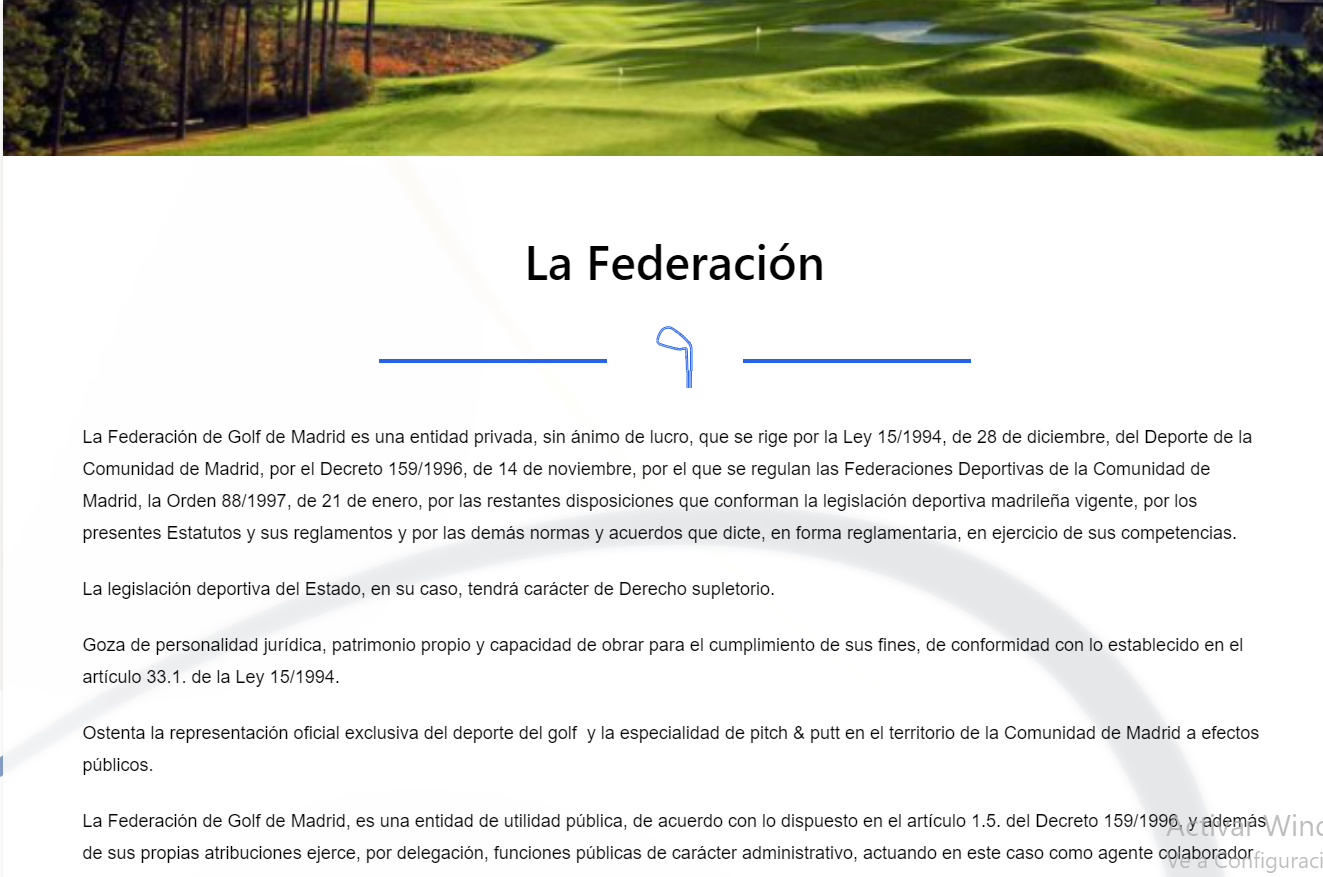 La Federación
La Federación de Golf de Madrid es una entidad privada, sin ánimo de lucro, que se rige por la Ley 15/1994, de 28 de diciembre, del Deporte de la
Comunidad de Madrid, por el Decreto 159/1996, de 14 de noviembre, por el que se regulan las Federaciones Deportivas de la Comunidad de
Madrid, la Orden 88/1997, de 21 de enero, por las restantes disposiciones que conforman la legislación deportiva madrileña vigente, por los
presentes Estatutos y sus reglamentos y por las demás normas y acuerdos que dicte, en forma reglamentaria, en ejercicio de sus competencias.
La legislación deportiva del Estado, en su caso, tendrá carácter de Derecho supletorio.
Goza de personalidad jurídica, patrimonio propio y capacidad de obrar para el cumplimiento de sus fines, de conformidad con lo establecido en el
artículo 33.1. de la Ley 15/1994.
Ostenta la representación oficial exclusiva del deporte del golf  y la especialidad de pitch & putt en el territorio de la Comunidad de Madrid a efectos
públicos.
La Federación de Golf de Madrid, es una entidad de utilidad pública, de acuerdo con lo dispuesto en el artículo 1.5. del Decreto 159/1996, y además
de sus propias atribuciones ejerce, por delegación, funciones públicas de carácter administrativo, actuando en este caso como agente colaborador
Activar Wind
Ve a Configuraci